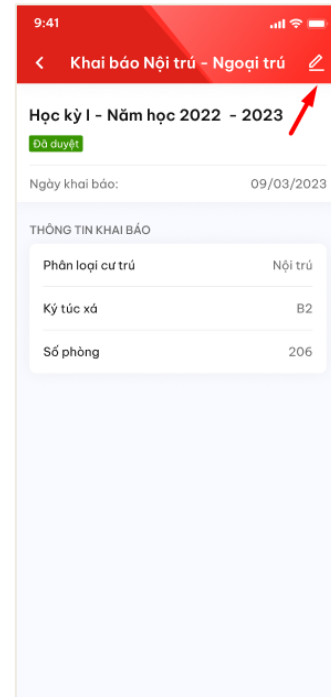 9:41
Khai báo Nội trú - Ngoại trú
Học kỳ I - Năm học 2022 - 2023
Đã duyệt
Ngày khai báo: 09/03/2023
THÔNG TIN KHAI BÁO
Phân loại cư trú Nội trú
Ký túc xá B2
Số phòng 206